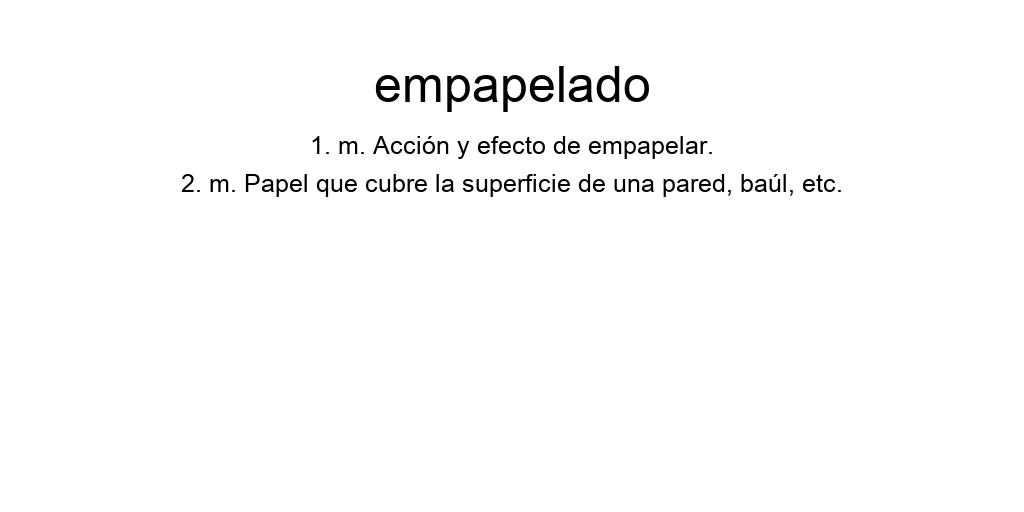 empapelado
1. m. Acción y efecto de empapelar.
2. m. Papel que cubre la superficie de una pared, baúl, etc.